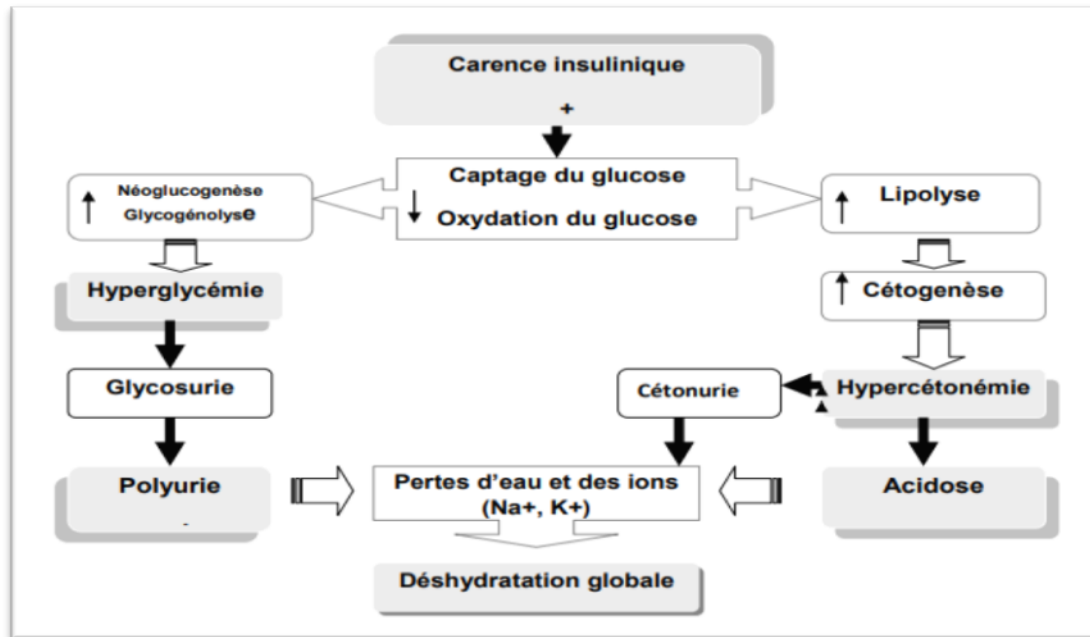 Carence insulinique
+
Captage du glucose
Oxydation du glucose
Néoglucogenèse
Glycogénolyse
Lipolyse
Hyperglycémie
Cétogenèse
Glycosurie
Cétonurie
Hypercétonémie
Polyurie
-
Pertes d'eau et des ions
(Na+, K+)
Acidose
Déshydratation globale